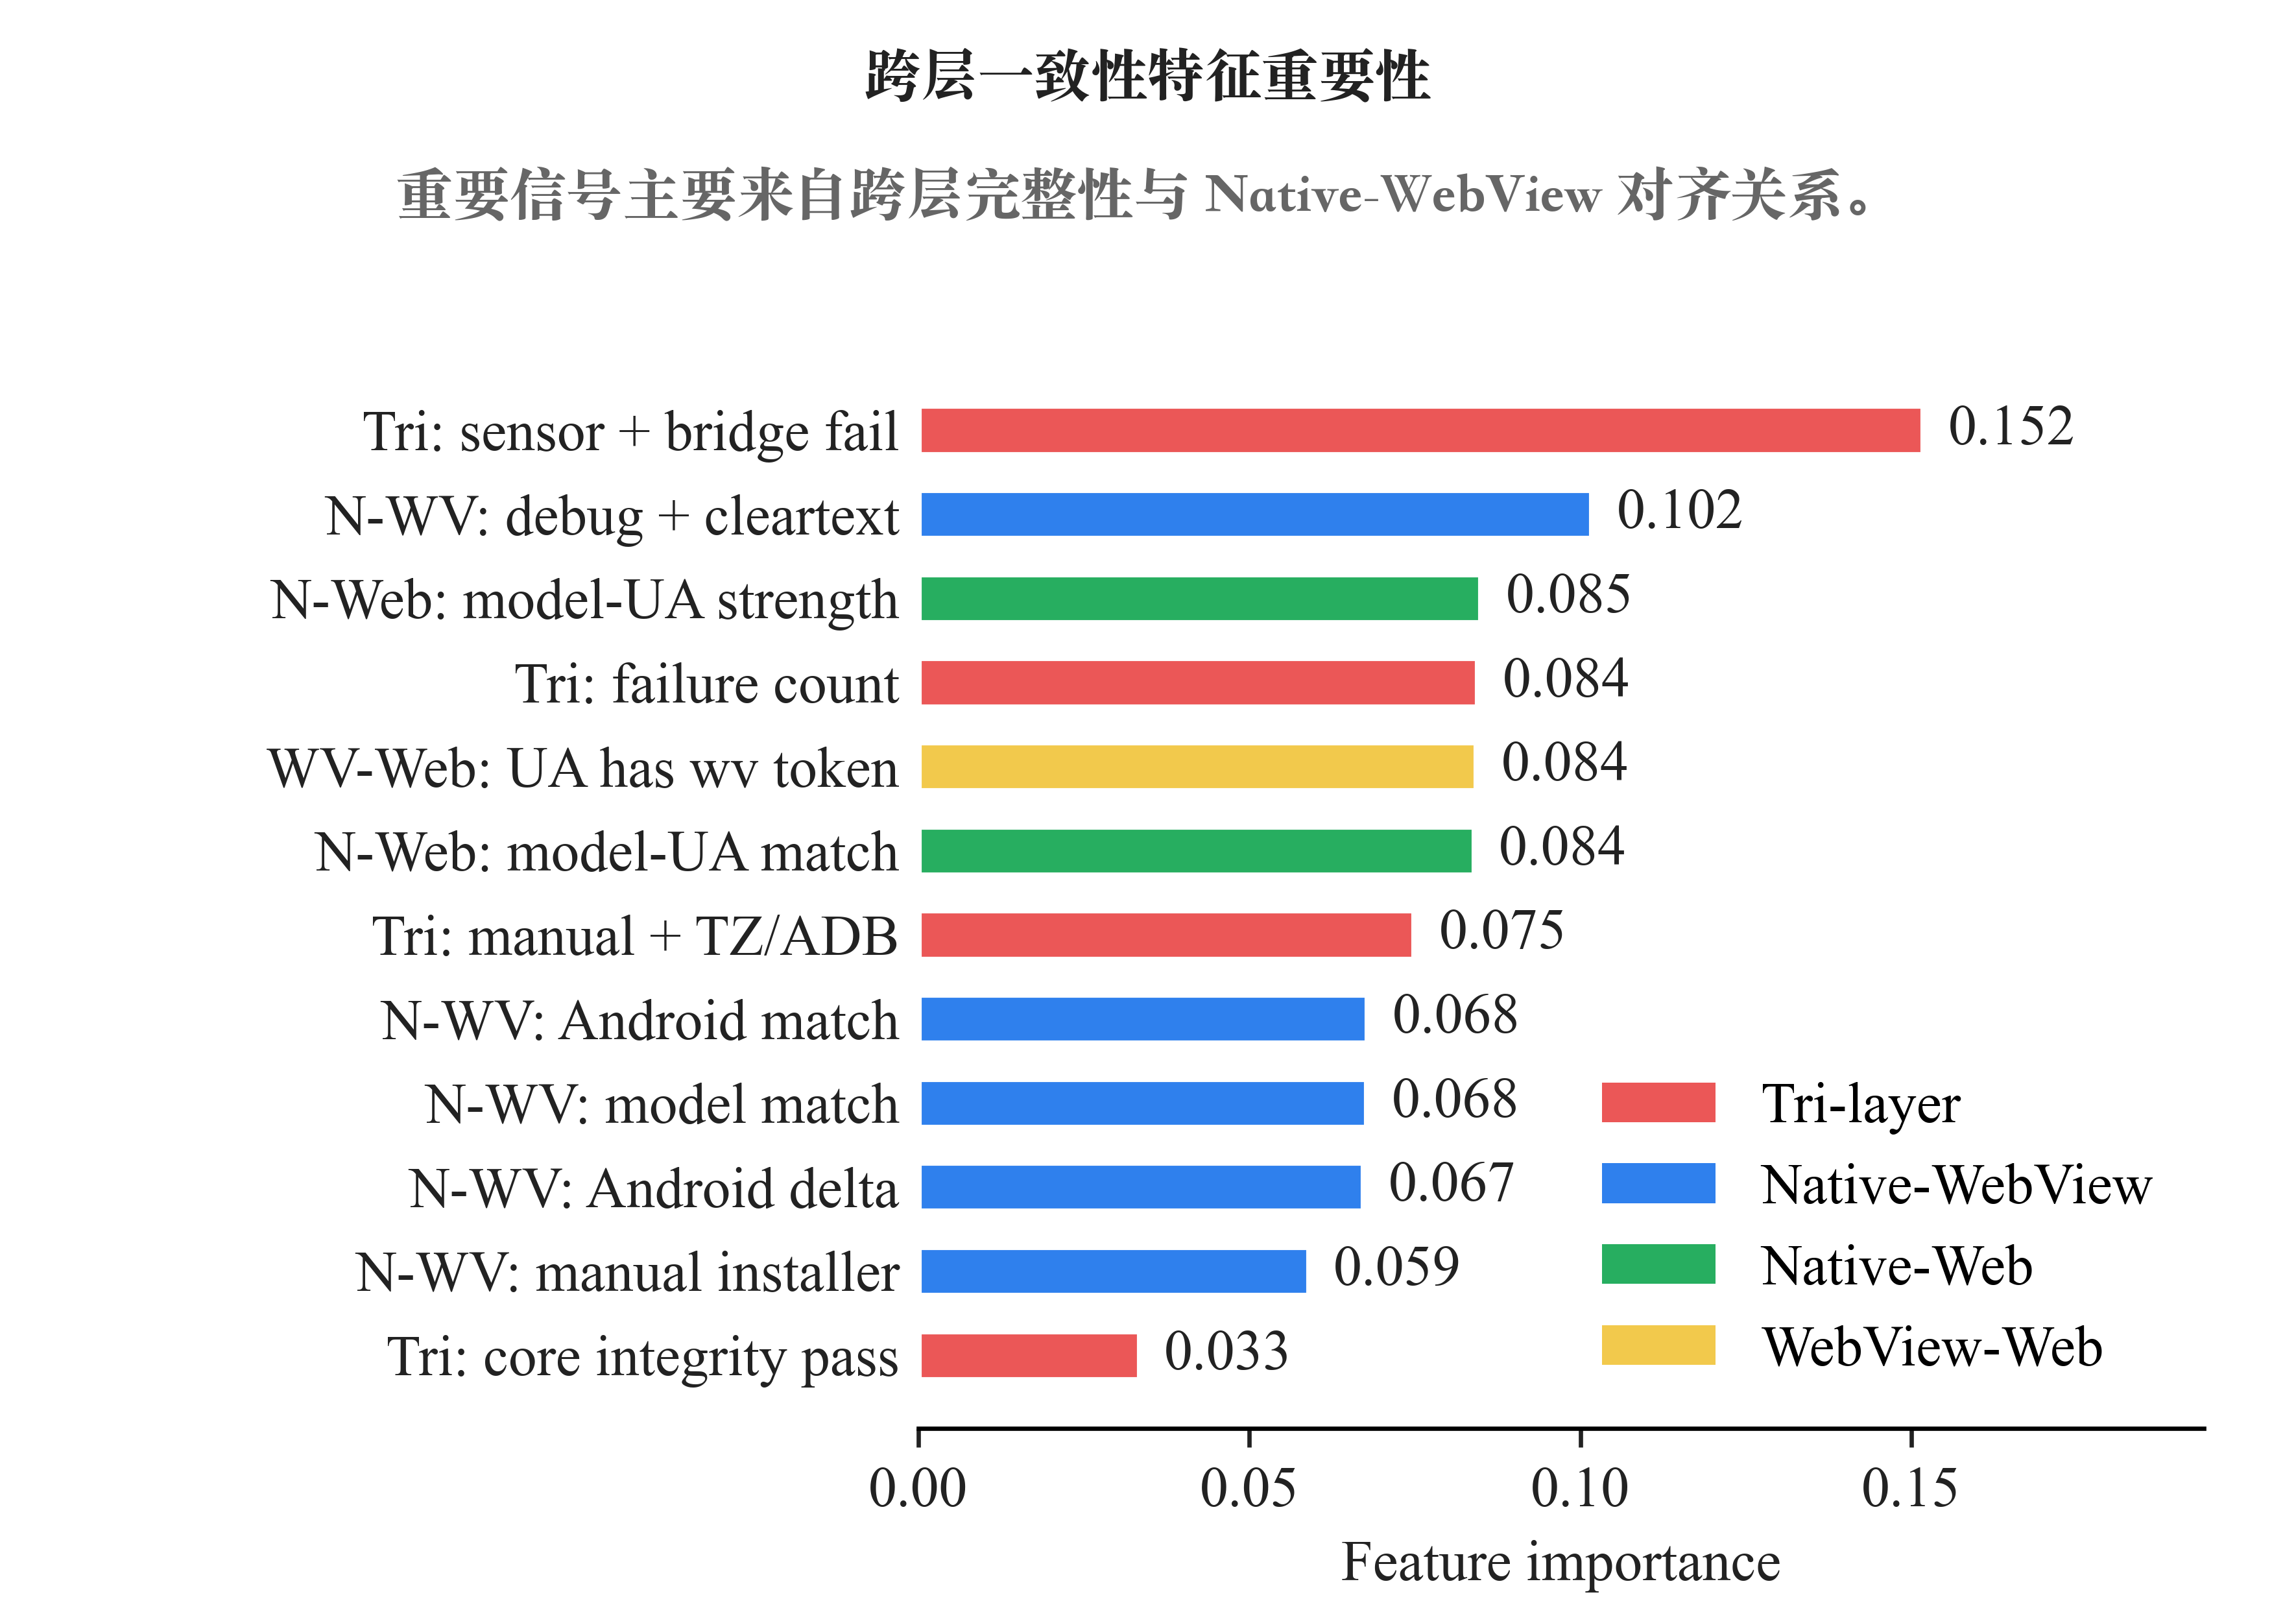 跨层一致性特征重要性
重要信号主要来自跨层完整性与 Native-WebView 对齐关系。
Tri: sensor + bridge fail 0.152
N-WV: debug + cleartext 0.102
N-Web: model-UA strength 0.085
Tri: failure count 0.084
WV-Web: UA has wv token 0.084
N-Web: model-UA match 0.084
Tri: manual + TZ/ADB 0.075
N-WV: Android match 0.068
N-WV: model match 0.068
N-WV: Android delta 0.067
N-WV: manual installer 0.059
Tri: core integrity pass 0.033
Tri-layer
Native-WebView
Native-Web
WebView-Web
0.00 0.05 0.10 0.15
Feature importance